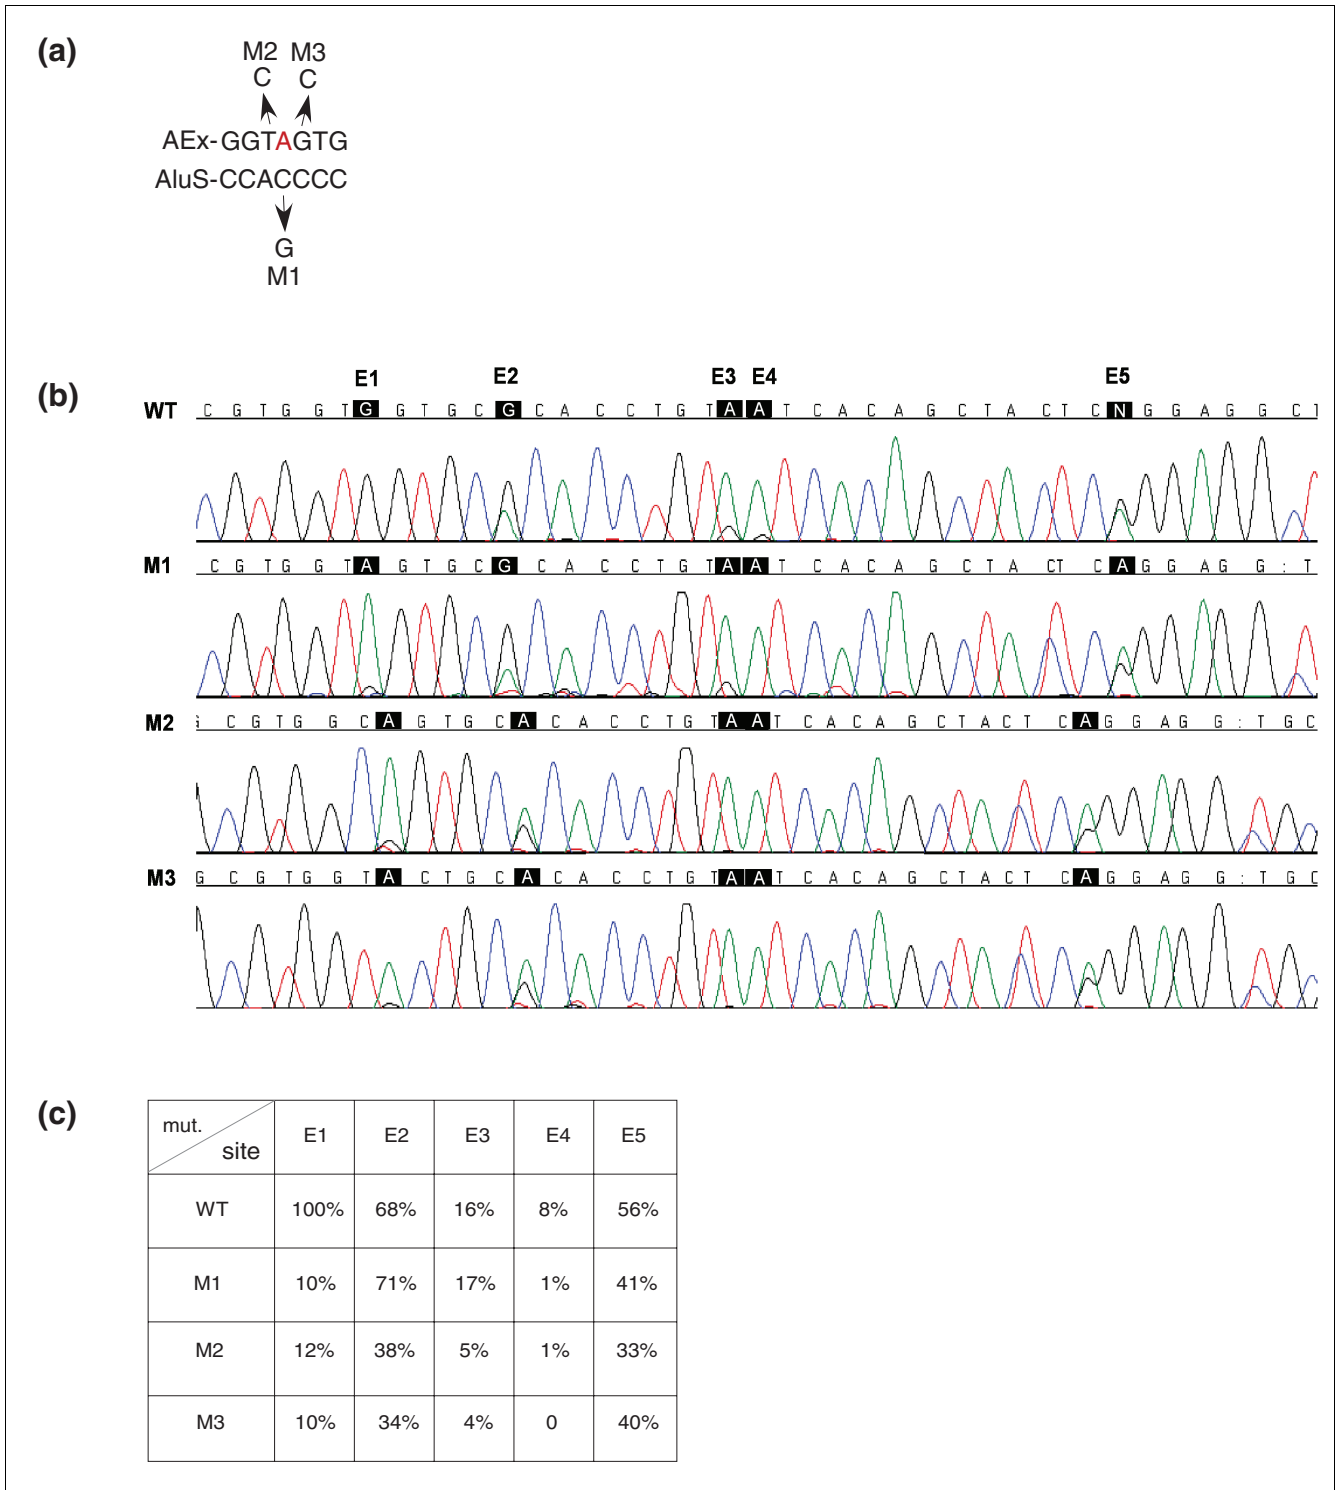 (a)
M2 M3
C C
AEx-GGTAGTG
AluS-CCACCCC
G
M1
(b)
E1 E2 E3 E4 E5
WT C G T G G T G G T G C G C A C C T G T A A T C A C A G C T A C T C N G G A G G C T
M1 C G T G G T A G T G C G C A C C T G T A A T C A C A G C T A C T C A G G A G G : T
M2 G C G T G G C A G T G C A C A C C T G T A A T C A C A G C T A C T C A G G A G G : T G C
M3 G C G T G G T A C T G C A C A C C T G T A A T C A C A G C T A C T C A G G A G G : T G C
(c)
mut. site E1 E2 E3 E4 E5
WT 100% 68% 16% 8% 56%
M1 10% 71% 17% 1% 41%
M2 12% 38% 5% 1% 33%
M3 10% 34% 4% 0 40%